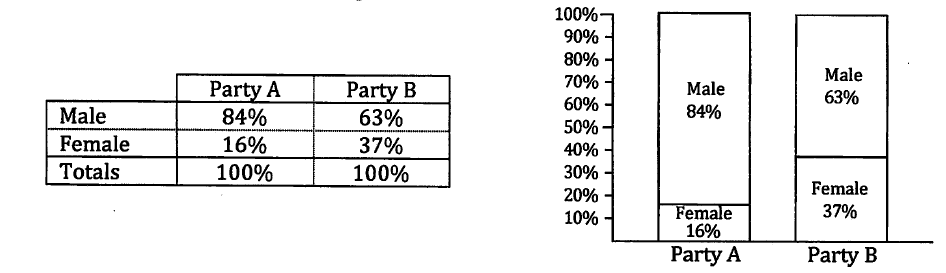 Party A Party B
Male 84% 63%
Female 16% 37%
Totals 100% 100%
100%
90%
80%
70%
60%
50%
40%
30%
20%
10%
Male
84%
Female
16%
Male
63%
Female
37%
Party A Party B